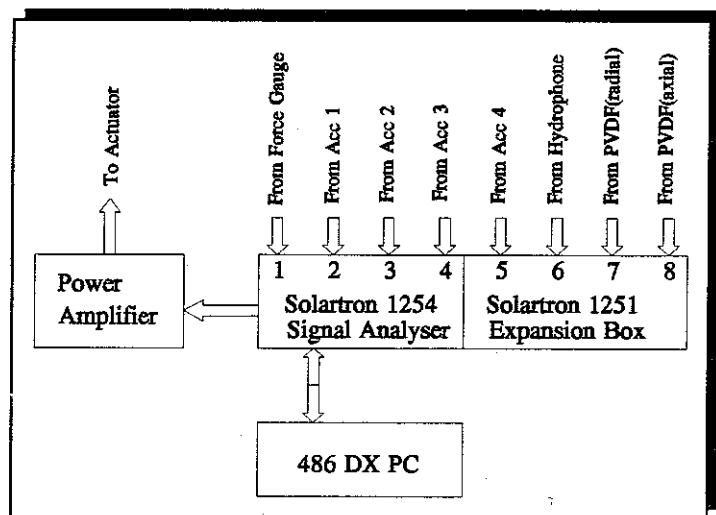 To Actuator
From Force Gauge
From Acc 1
From Acc 2
From Acc 3
From Acc 4
From Hydrophone
From PVDF(radial)
From PVDF(axial)
1 2 3 4 5 6 7 8
Power
Amplifier
Solartron 1254
Signal Analyser
Solartron 1251
Expansion Box
486 DX PC